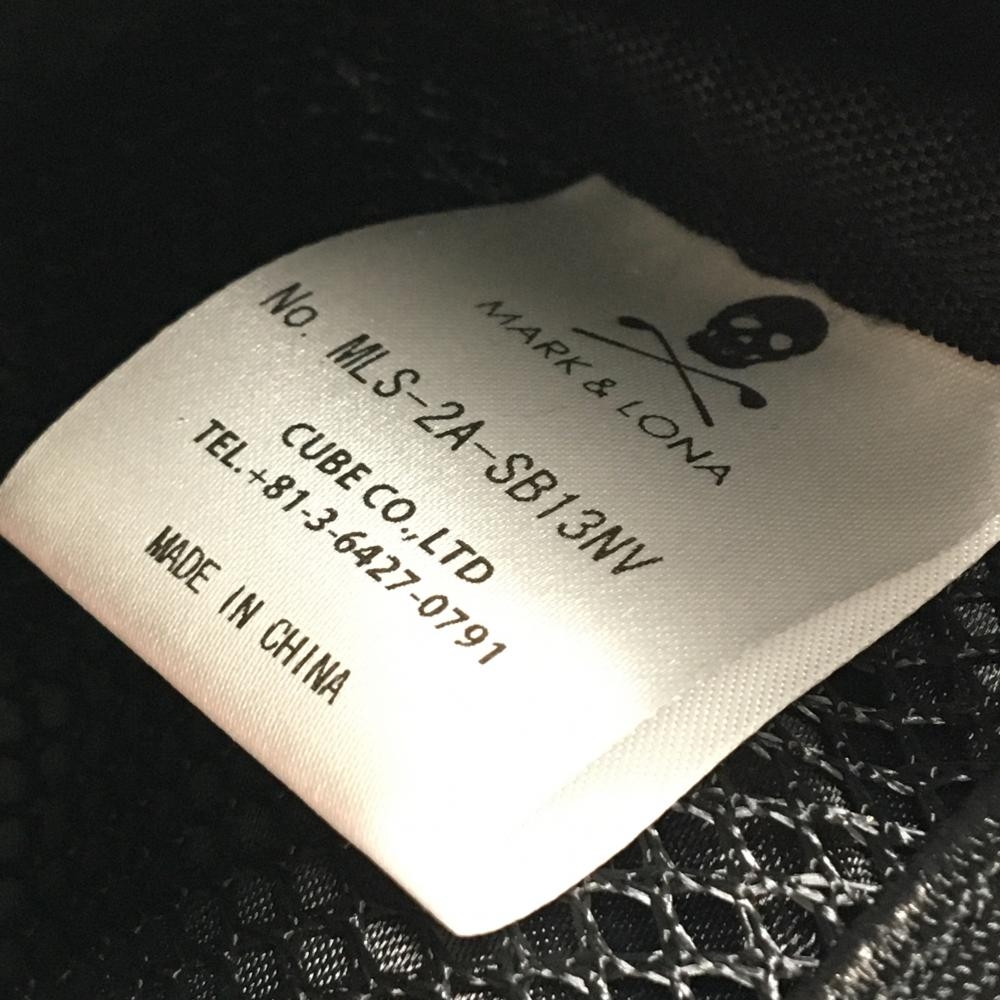 MARK & LONA
No. MLS-2A-SB13NV
CUBE CO.,LTD
TEL.+81-3-6427-0791
MADE IN CHINA